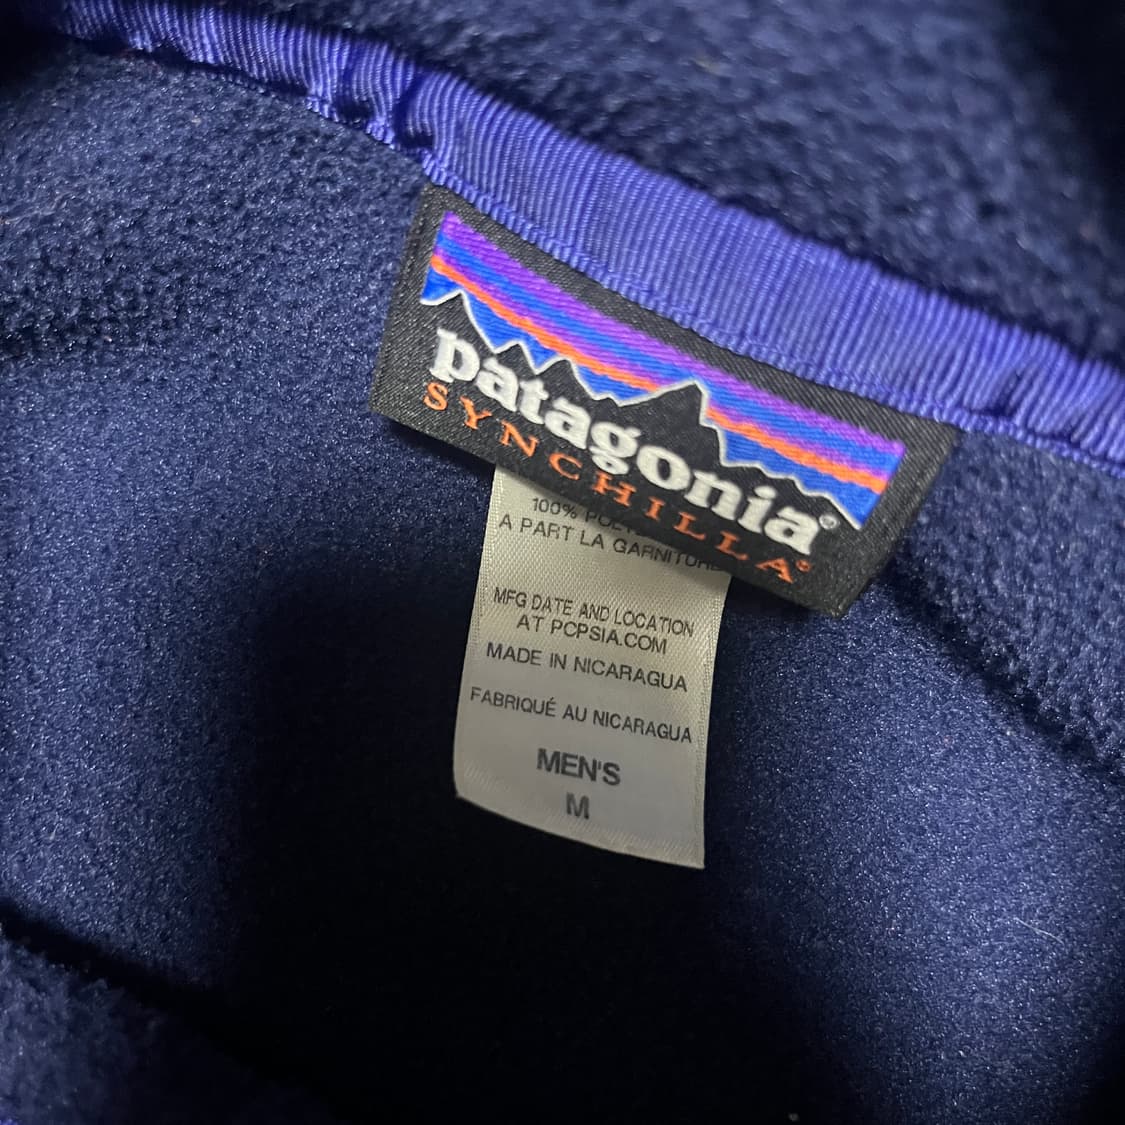 patagonia®
SYNCHILLA®
100%
A PART LA GARNITURE
MFG DATE AND LOCATION
AT PCPSIA.COM
MADE IN NICARAGUA
FABRIQUÉ AU NICARAGUA
MEN'S
M